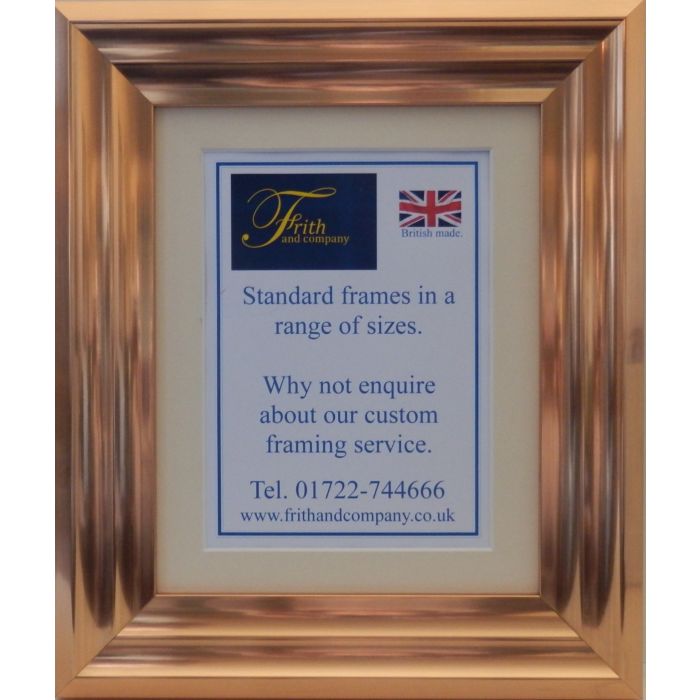 Frith
and company
British made.
Standard frames in a
range of sizes.
Why not enquire
about our custom
framing service.
Tel. 01722-744666
www.frithandcompany.co.uk